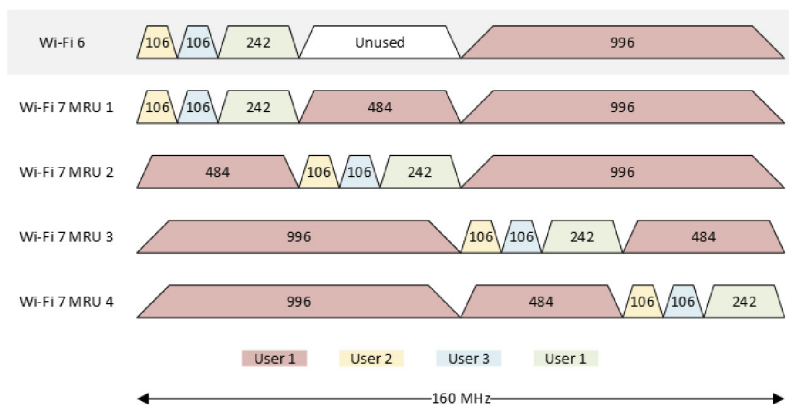 Wi-Fi 6 106 106 242 Unused 996
Wi-Fi 7 MRU 1 106 106 242 484 996
Wi-Fi 7 MRU 2 484 106 106 242 996
Wi-Fi 7 MRU 3 996 106 106 242 484
Wi-Fi 7 MRU 4 996 484 106 106 242
User 1 User 2 User 3 User 1
160 MHz